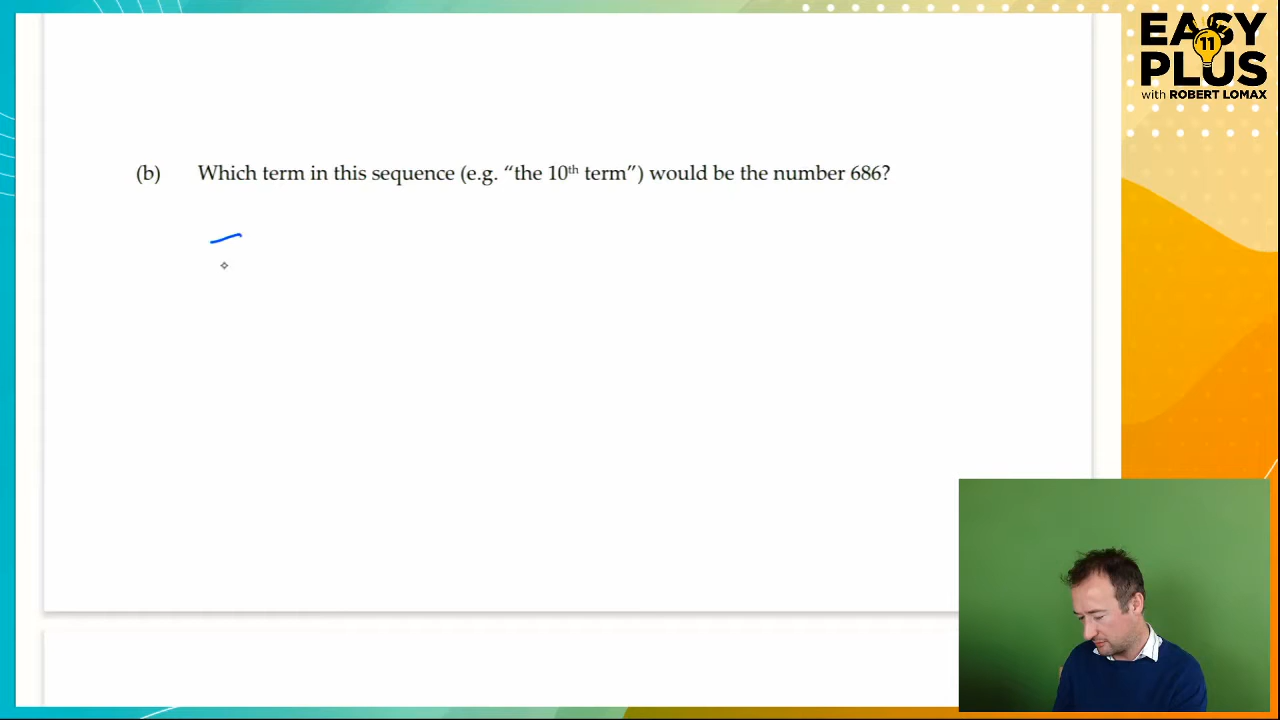 EASY
11
PLUS
with ROBERT LOMAX
(b) Which term in this sequence (e.g. “the 10th term”) would be the number 686?